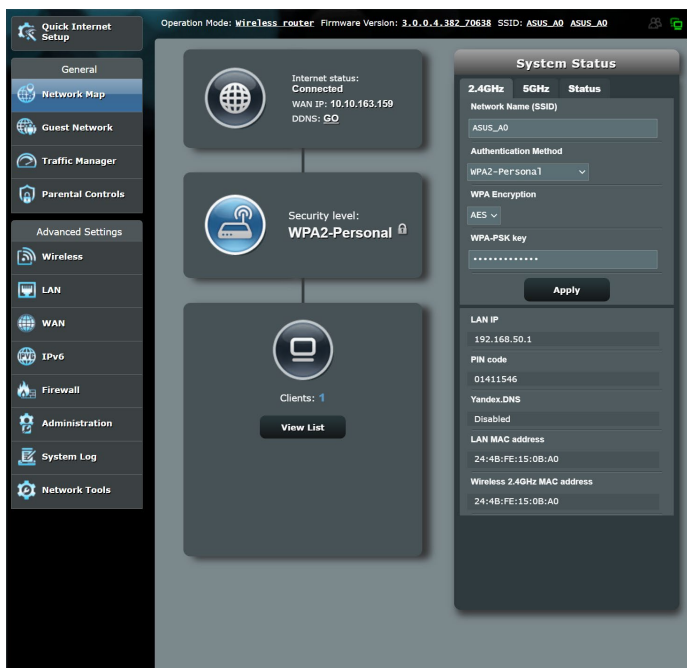 Quick Internet
Setup
Operation Mode: Wireless router Firmware Version: 3.0.0.4.382_70638 SSID: ASUS_A0 ASUS_A0
General
Network Map
Guest Network
Traffic Manager
Parental Controls
Advanced Settings
Wireless
LAN
WAN
IPv6
Firewall
Administration
System Log
Network Tools
Internet status:
Connected
WAN IP: 10.10.163.159
DDNS: GO
Security level:
WPA2-Personal
Clients: 1
View List
System Status
2.4GHz 5GHz Status
Network Name (SSID)
ASUS_A0
Authentication Method
WPA2-Personal
WPA Encryption
AES
WPA-PSK key
•••••••••••••
Apply
LAN IP
192.168.50.1
PIN code
01411546
Yandex.DNS
Disabled
LAN MAC address
24:4B:FE:15:0B:A0
Wireless 2.4GHz MAC address
24:4B:FE:15:0B:A0